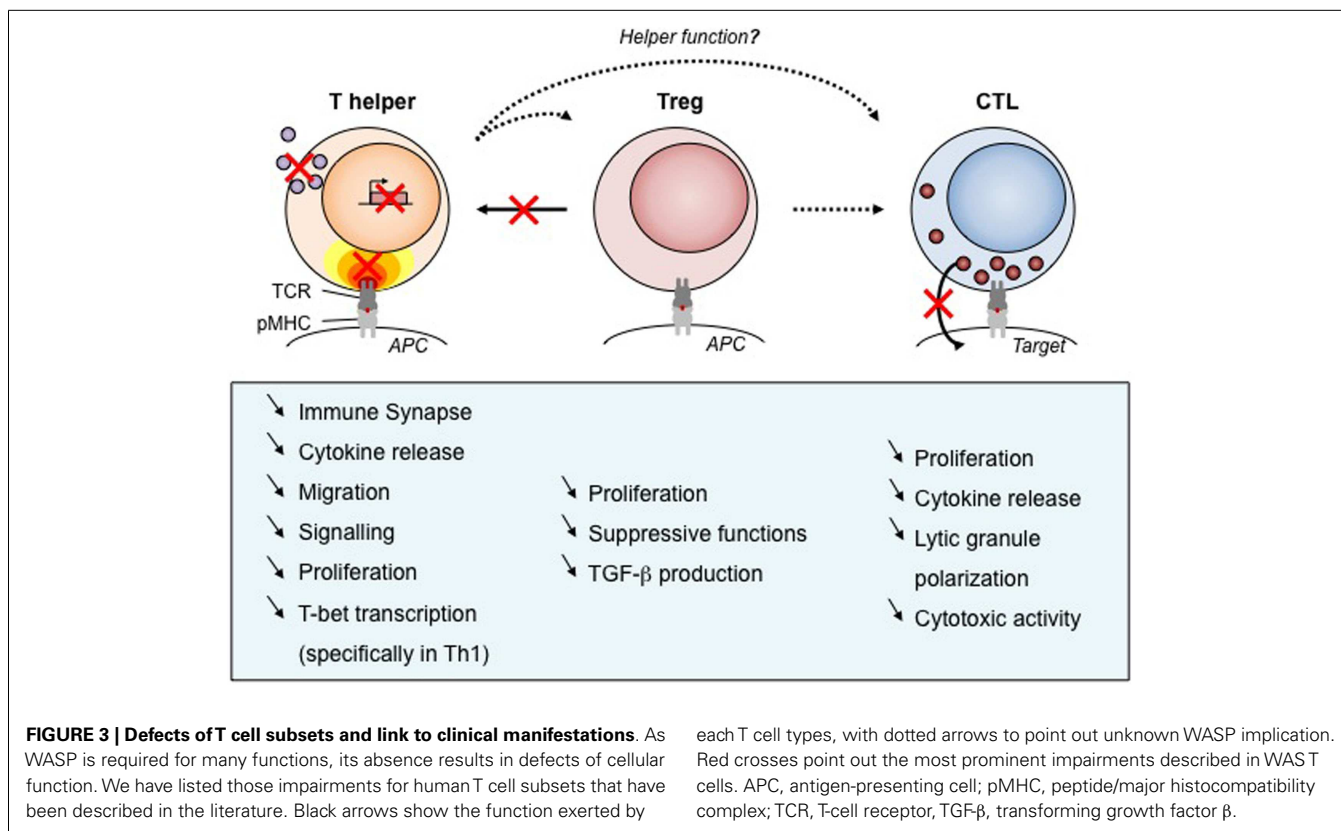 Helper function?
T helper
Treg
CTL
TCR
pMHC
APC
APC
Target
↘ Immune Synapse
↘ Cytokine release
↘ Migration
↘ Signalling
↘ Proliferation
↘ T-bet transcription
(specifically in Th1)
↘ Proliferation
↘ Suppressive functions
↘ TGF-β production
↘ Proliferation
↘ Cytokine release
↘ Lytic granule
polarization
↘ Cytotoxic activity
FIGURE 3 | Defects of T cell subsets and link to clinical manifestations. As
WASP is required for many functions, its absence results in defects of cellular
function. We have listed those impairments for human T cell subsets that have
been described in the literature. Black arrows show the function exerted by
each T cell types, with dotted arrows to point out unknown WASP implication.
Red crosses point out the most prominent impairments described in WAS T
cells. APC, antigen-presenting cell; pMHC, peptide/major histocompatibility
complex; TCR, T-cell receptor, TGF-β, transforming growth factor β.